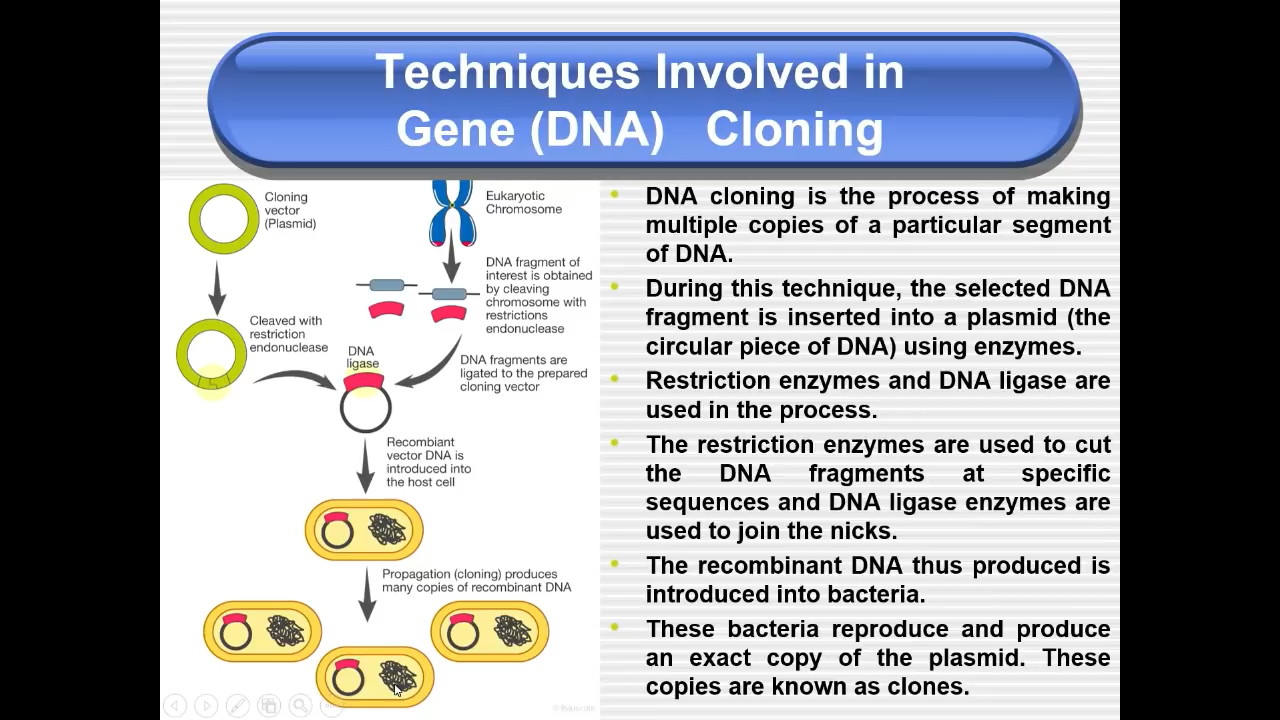 Techniques Involved in
Gene (DNA) Cloning
Cloning
vector
(Plasmid)
Eukaryotic
Chromosome
DNA fragment of
interest is obtained
by cleaving
chromosome with
restrictions
endonuclease
Cleaved with
restriction
endonuclease
DNA
ligase
DNA fragments are
ligated to the prepared
cloning vector
Recombiant
vector DNA is
introduced into
the host cell
Propagation (cloning) produces
many copies of recombinant DNA
• DNA cloning is the process of making
multiple copies of a particular segment
of DNA.
• During this technique, the selected DNA
fragment is inserted into a plasmid (the
circular piece of DNA) using enzymes.
• Restriction enzymes and DNA ligase are
used in the process.
• The restriction enzymes are used to cut
the DNA fragments at specific
sequences and DNA ligase enzymes are
used to join the nicks.
• The recombinant DNA thus produced is
introduced into bacteria.
• These bacteria reproduce and produce
an exact copy of the plasmid. These
copies are known as clones.